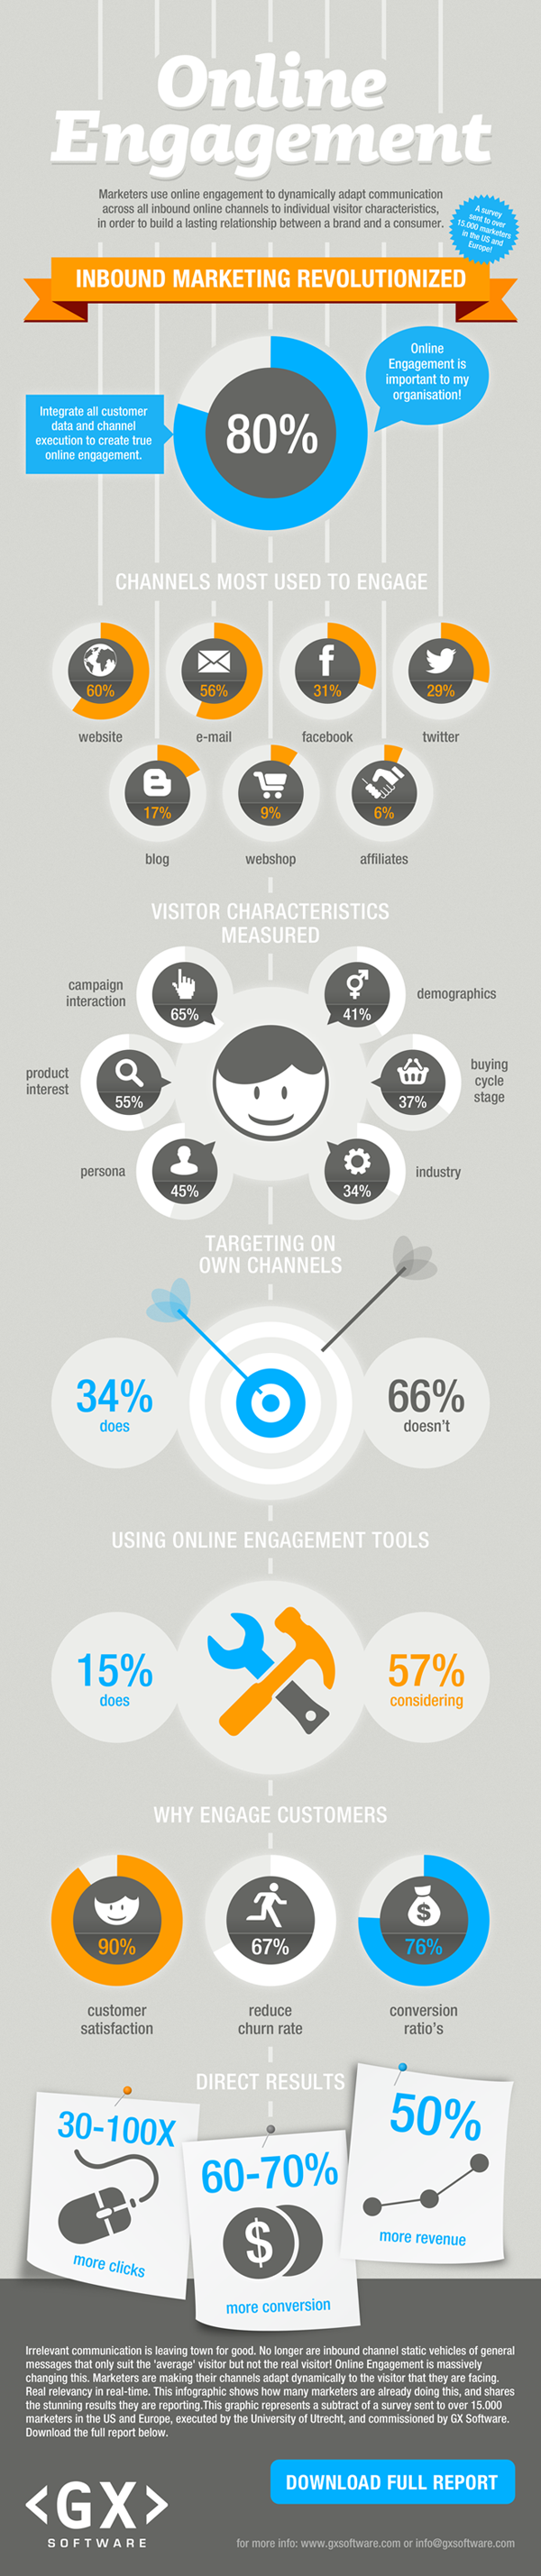 Online
Engagement
Marketers use online engagement to dynamically adapt communication
across all inbound online channels to individual visitor characteristics,
in order to build a lasting relationship between a brand and a consumer.
A survey
sent to over
15.000 marketers
in the US and
Europe!
INBOUND MARKETING REVOLUTIONIZED
Online
Engagement is
important to my
organisation!
Integrate all customer
data and channel
execution to create true
online engagement.
80%
CHANNELS MOST USED TO ENGAGE
60%
56%
31%
29%
website
e-mail
facebook
twitter
17%
9%
6%
blog
webshop
affiliates
VISITOR CHARACTERISTICS
MEASURED
campaign
interaction
65%
41%
demographics
product
interest
55%
37%
buying
cycle
stage
persona
45%
34%
industry
TARGETING ON
OWN CHANNELS
34%
does
66%
doesn't
USING ONLINE ENGAGEMENT TOOLS
15%
does
57%
considering
WHY ENGAGE CUSTOMERS
90%
67%
$
76%
customer
satisfaction
reduce
churn rate
conversion
ratio's
DIRECT RESULTS
30-100X
more clicks
60-70%
$
more conversion
50%
more revenue
Irrelevant communication is leaving town for good. No longer are inbound channel static vehicles of general
messages that only suit the 'average' visitor but not the real visitor! Online Engagement is massively
changing this. Marketers are making their channels adapt dynamically to the visitor that they are facing.
Real relevancy in real-time. This infographic shows how many marketers are already doing this, and shares
the stunning results they are reporting.This graphic represents a subtract of a survey sent to over 15.000
marketers in the US and Europe, executed by the University of Utrecht, and commissioned by GX Software.
Download the full report below.
DOWNLOAD FULL REPORT
<GX>
SOFTWARE
for more info: www.gxsoftware.com or info@gxsoftware.com